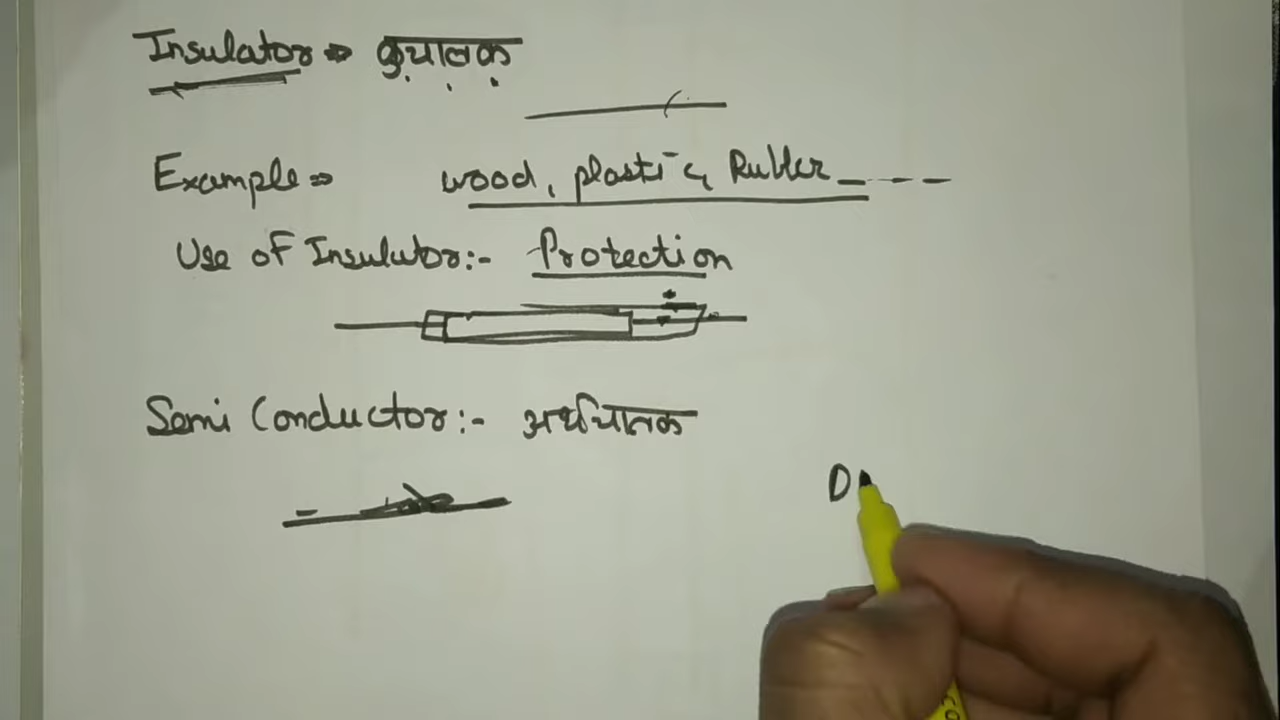 Insulator ⇒ कुचालक
Example ⇒ wood, plastic, Rubber ----
Use of Insulator:- Protection
Semi Conductor:- अर्धचालक
D